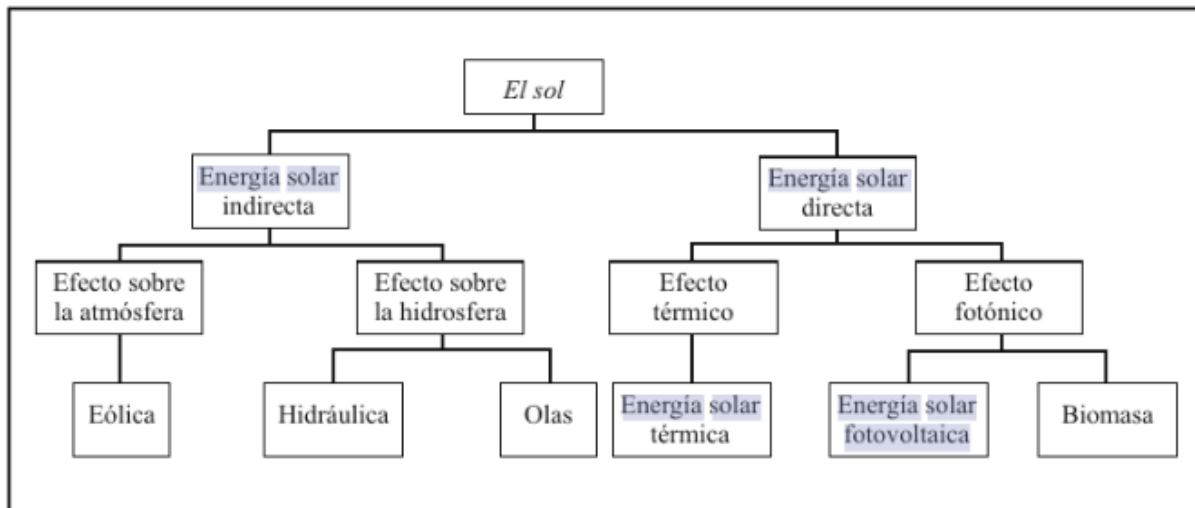 El sol
Energía solar
indirecta
Energía solar
directa
Efecto sobre
la atmósfera
Efecto sobre
la hidrosfera
Efecto
térmico
Efecto
fotónico
Eólica
Hidráulica
Olas
Energía solar
térmica
Energía solar
fotovoltaica
Biomasa